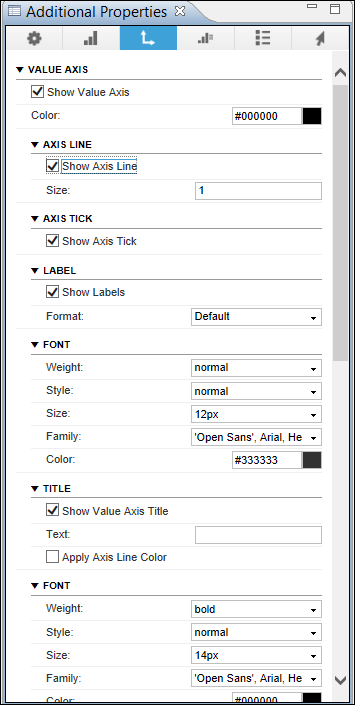 Additional Properties
VALUE AXIS
Show Value Axis
Color: #000000
AXIS LINE
Show Axis Line
Size: 1
AXIS TICK
Show Axis Tick
LABEL
Show Labels
Format: Default
FONT
Weight: normal
Style: normal
Size: 12px
Family: 'Open Sans', Arial, He
Color: #333333
TITLE
Show Value Axis Title
Text:
Apply Axis Line Color
FONT
Weight: bold
Style: normal
Size: 14px
Family: 'Open Sans', Arial, He
Color: #000000